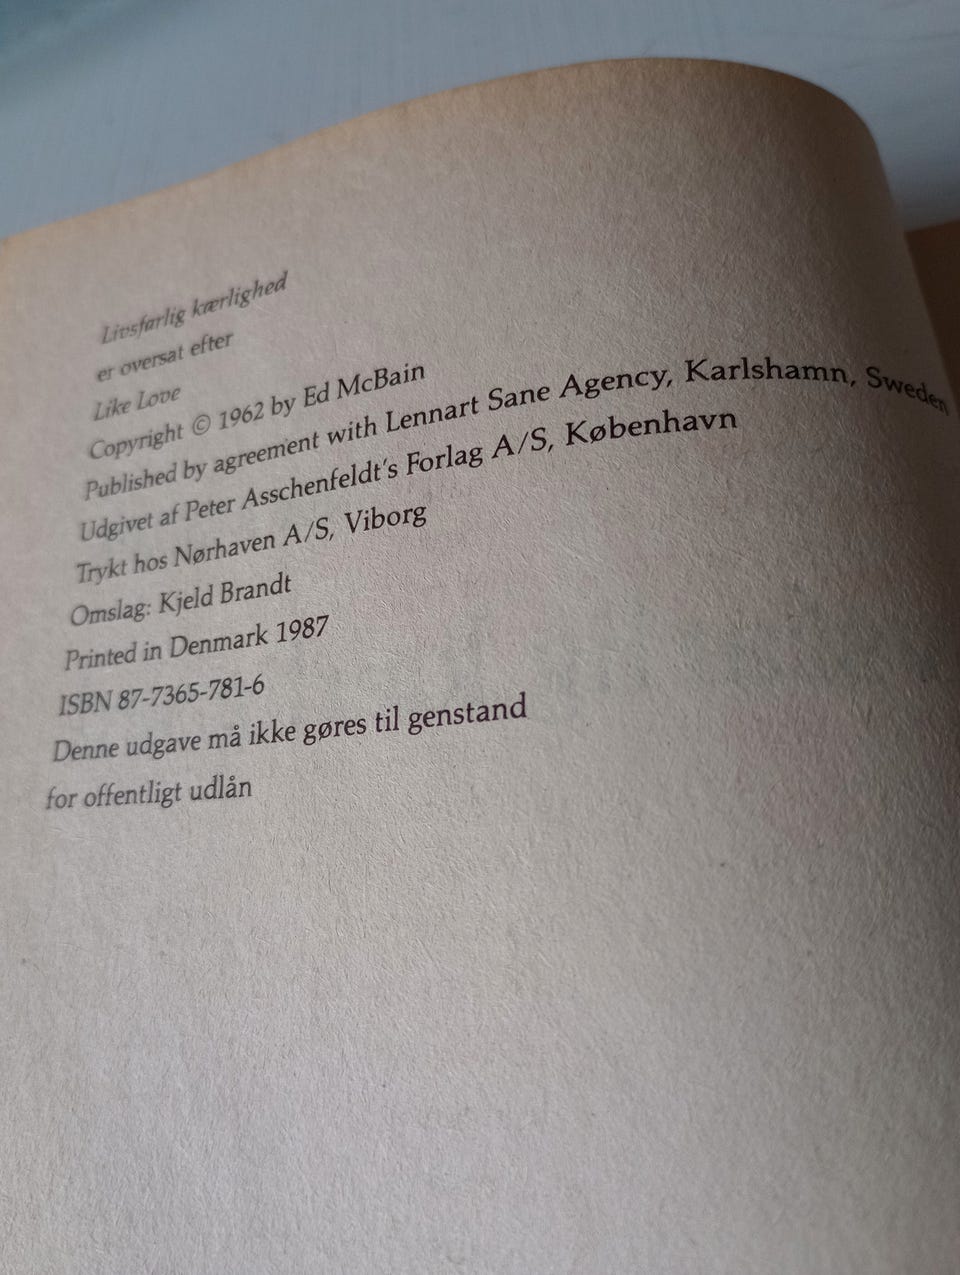 Livsfarlig kærlighed
er oversat efter
Like Love
Copyright © 1962 by Ed McBain
Published by agreement with Lennart Sane Agency, Karlshamn, Sweden
Udgivet af Peter Asschenfeldt's Forlag A/S, København
Trykt hos Nørhaven A/S, Viborg
Omslag: Kjeld Brandt
Printed in Denmark 1987
ISBN 87-7365-781-6
Denne udgave må ikke gøres til genstand
for offentligt udlån